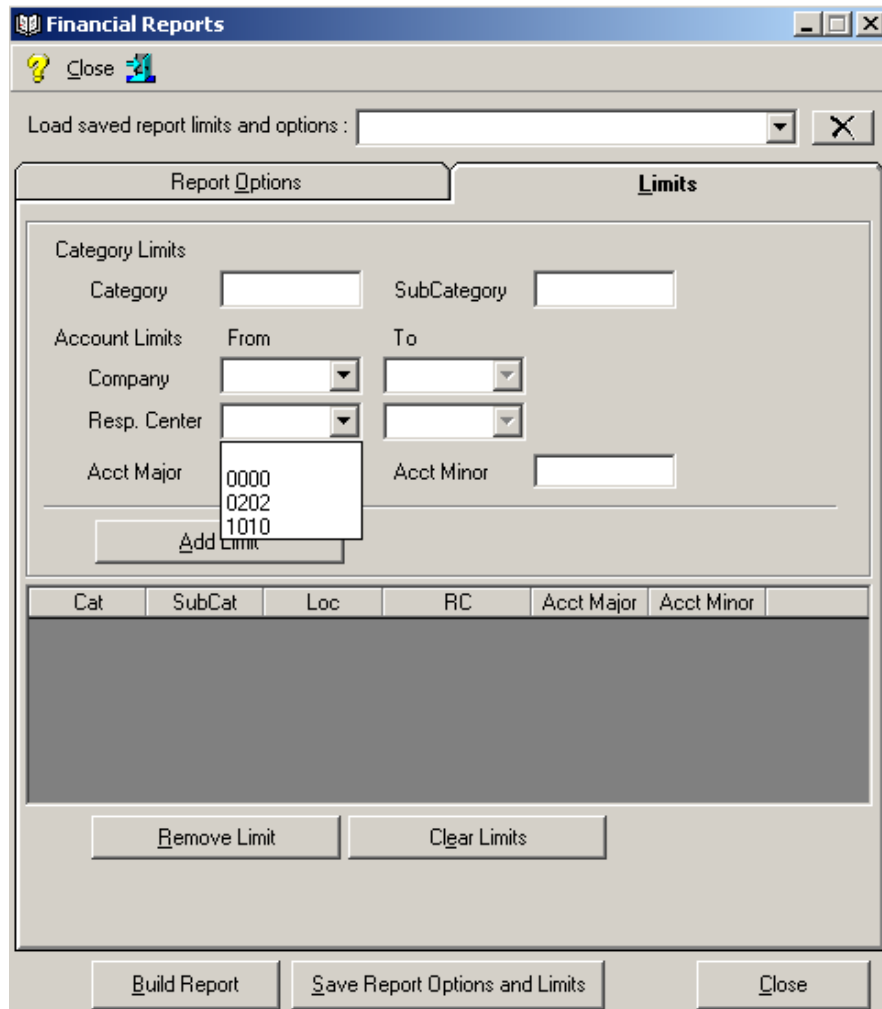 Financial Reports
Close
Load saved report limits and options :
Report Options Limits
Category Limits
Category SubCategory
Account Limits From To
Company
Resp. Center
Acct Major Acct Minor
0000
0202
1010
Add Limit
Cat SubCat Loc RC Acct Major Acct Minor
Remove Limit Clear Limits
Build Report Save Report Options and Limits Close